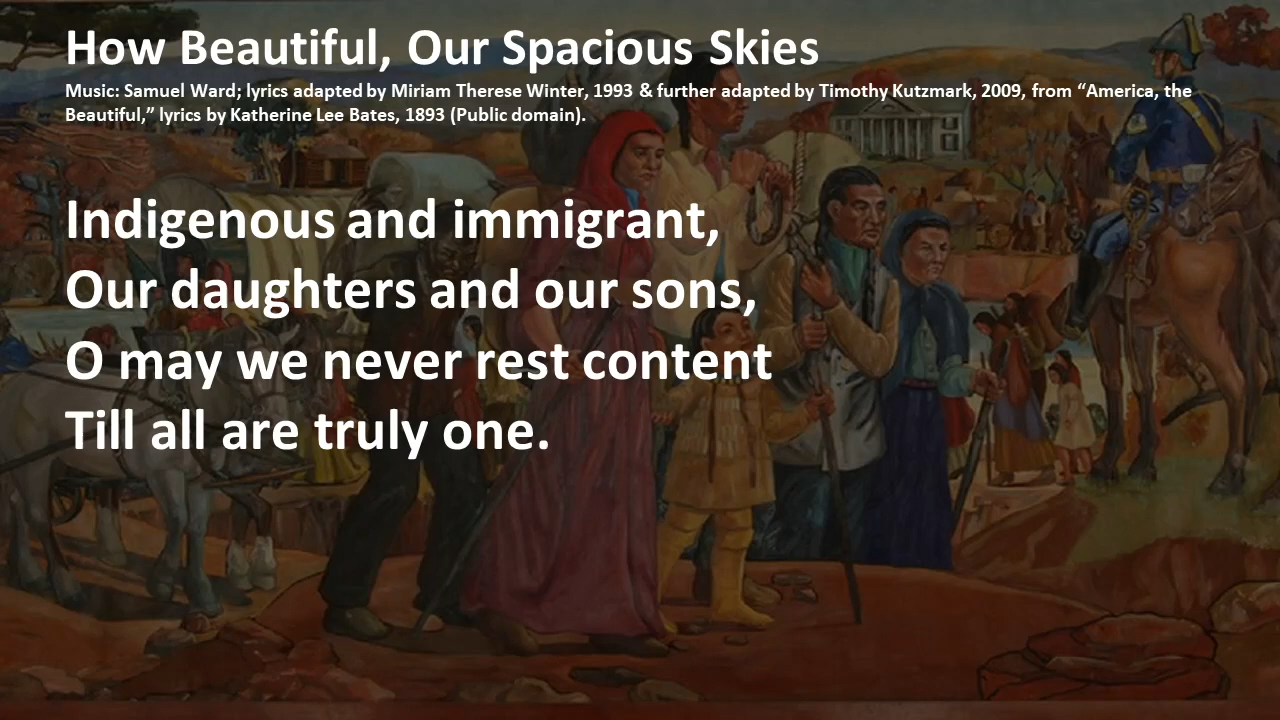 How Beautiful, Our Spacious Skies
Music: Samuel Ward; lyrics adapted by Miriam Therese Winter, 1993 & further adapted by Timothy Kutzmark, 2009, from “America, the
Beautiful,” lyrics by Katherine Lee Bates, 1893 (Public domain).
Indigenous and immigrant,
Our daughters and our sons,
O may we never rest content
Till all are truly one.